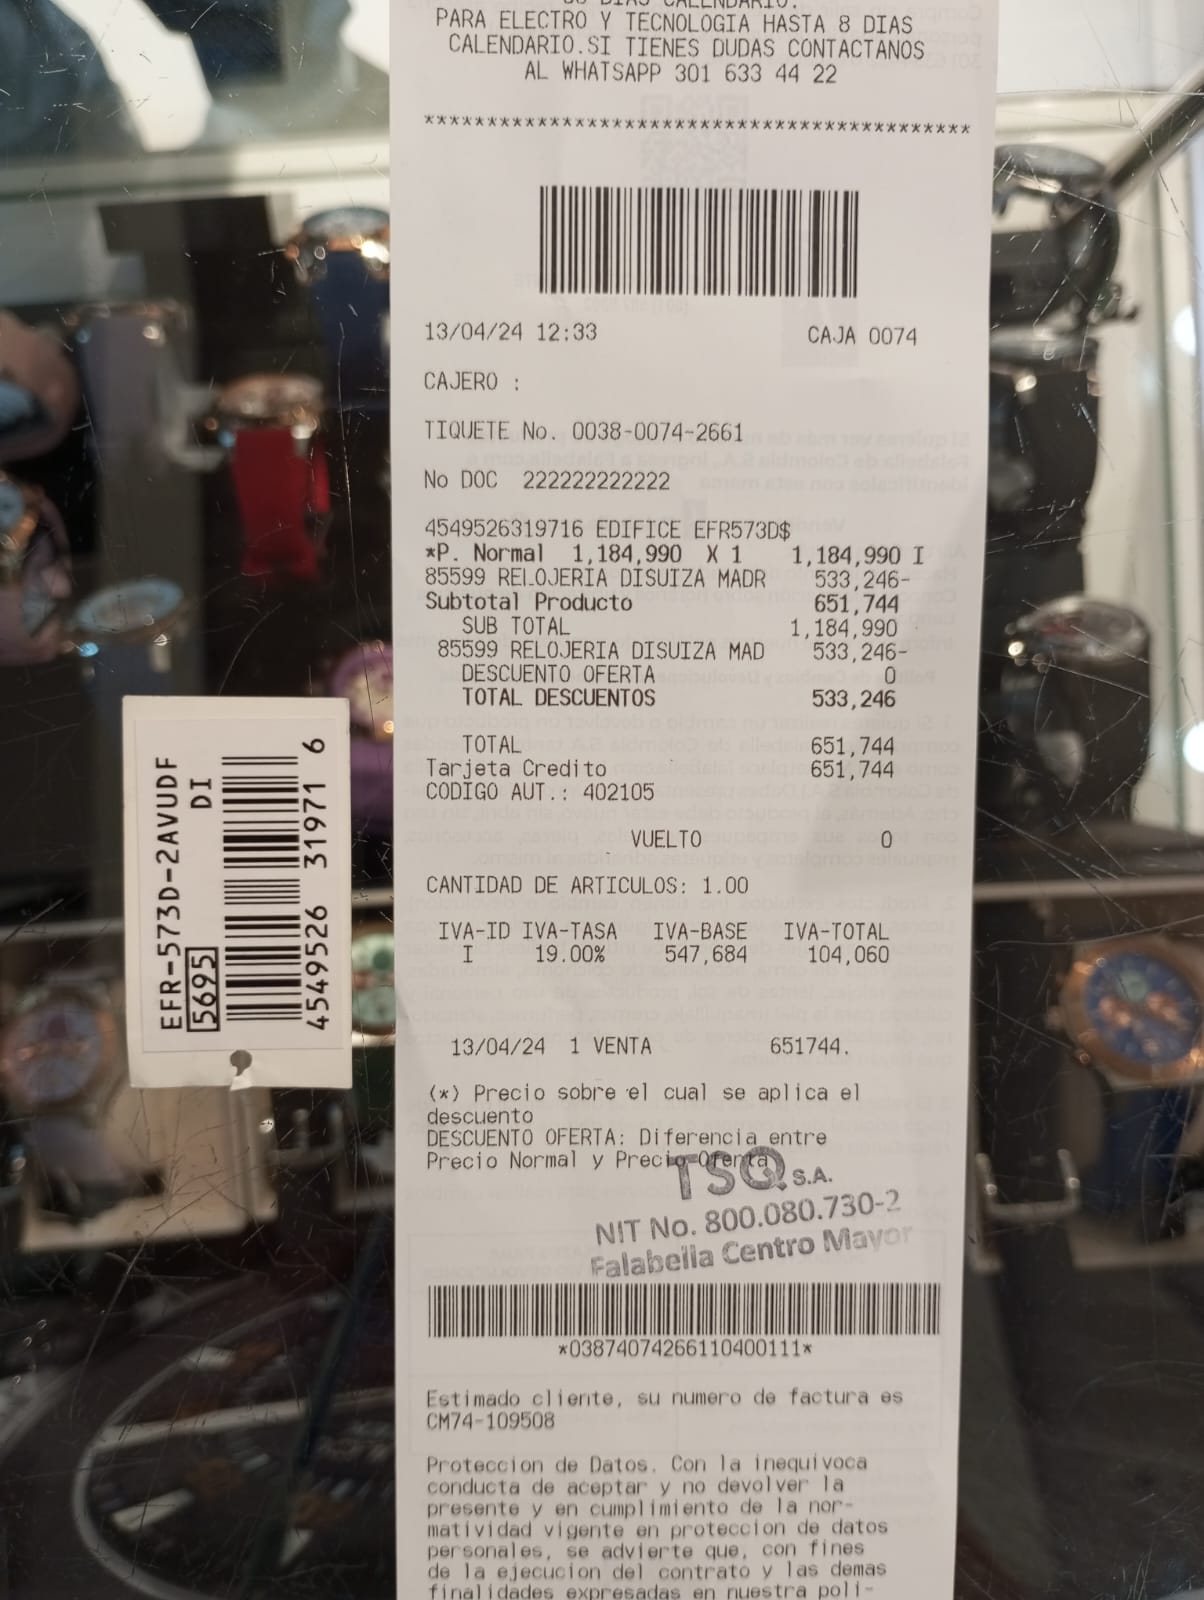 DIAS CALENDARIO.
PARA ELECTRO Y TECNOLOGIA HASTA 8 DIAS
CALENDARIO.SI TIENES DUDAS CONTACTANOS
AL WHATSAPP 301 633 44 22
******************************************
13/04/24 12:33 CAJA 0074
CAJERO :
TIQUETE No. 0038-0074-2661
No DOC 222222222222
4549526319716 EDIFICE EFR573D$
*P. Normal 1,184,990 X 1 1,184,990 I
85599 RELOJERIA DISUIZA MADR 533,246-
Subtotal Producto 651,744
SUB TOTAL 1,184,990
85599 RELOJERIA DISUIZA MAD 533,246-
DESCUENTO OFERTA 0
TOTAL DESCUENTOS 533,246
TOTAL 651,744
Tarjeta Credito 651,744
CODIGO AUT.: 402105
VUELTO 0
CANTIDAD DE ARTICULOS: 1.00
IVA-ID IVA-TASA IVA-BASE IVA-TOTAL
I 19.00% 547,684 104,060
13/04/24 1 VENTA 651744.
(*) Precio sobre el cual se aplica el
descuento
DESCUENTO OFERTA: Diferencia entre
Precio Normal y Precio Oferta
TSQ S.A.
NIT No. 800.080.730-2
Falabella Centro Mayor
*03874074266110400111*
Estimado cliente, su numero de factura es
CM74-109508
Proteccion de Datos. Con la inequivoca
conducta de aceptar y no devolver la
presente y en cumplimiento de la nor-
matividad vigente en proteccion de datos
personales, se advierte que, con fines
de la ejecucion del contrato y las demas
finalidades expresadas en nuestra poli-
EFR-573D-2AVUDF
5695 DI
4549526 31971 6